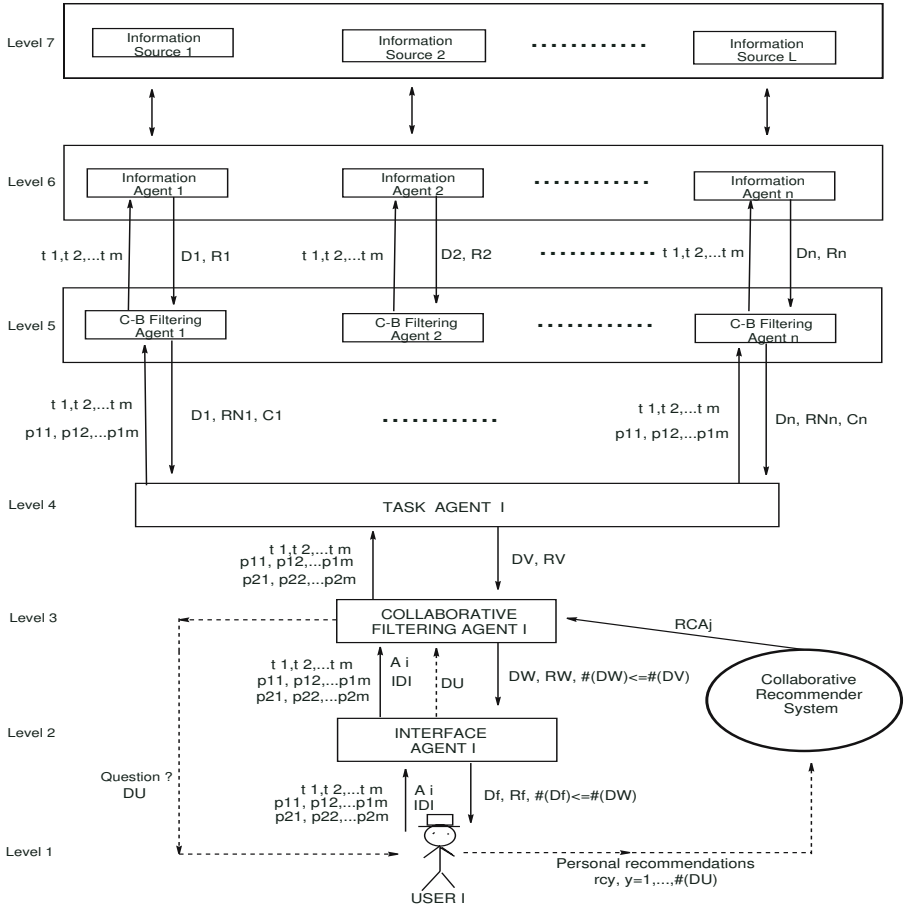 Level 7
Information
Source 1
Information
Source 2
Information
Source L
Level 6
Information
Agent 1
Information
Agent 2
Information
Agent n
t 1,t 2,...t m
D1, R1
t 1,t 2,...t m
D2, R2
t 1,t 2,...t m
Dn, Rn
Level 5
C-B Filtering
Agent 1
C-B Filtering
Agent 2
C-B Filtering
Agent n
t 1,t 2,...t m
p11, p12,...p1m
D1, RN1, C1
t 1,t 2,...t m
p11, p12,...p1m
Dn, RNn, Cn
Level 4
TASK AGENT I
t 1,t 2,...t m
p11, p12,...p1m
p21, p22,...p2m
DV, RV
Level 3
COLLABORATIVE
FILTERING AGENT I
RCAj
t 1,t 2,...t m
p11, p12,...p1m
p21, p22,...p2m
A i
IDI
DU
DW, RW, #(DW)<=#(DV)
Collaborative
Recommender
System
Level 2
INTERFACE
AGENT I
Question ?
DU
t 1,t 2,...t m
p11, p12,...p1m
p21, p22,...p2m
A i
IDI
Df, Rf, #(Df)<=#(DW)
Level 1
Personal recommendations
rcy, y=1,...,#(DU)
USER I